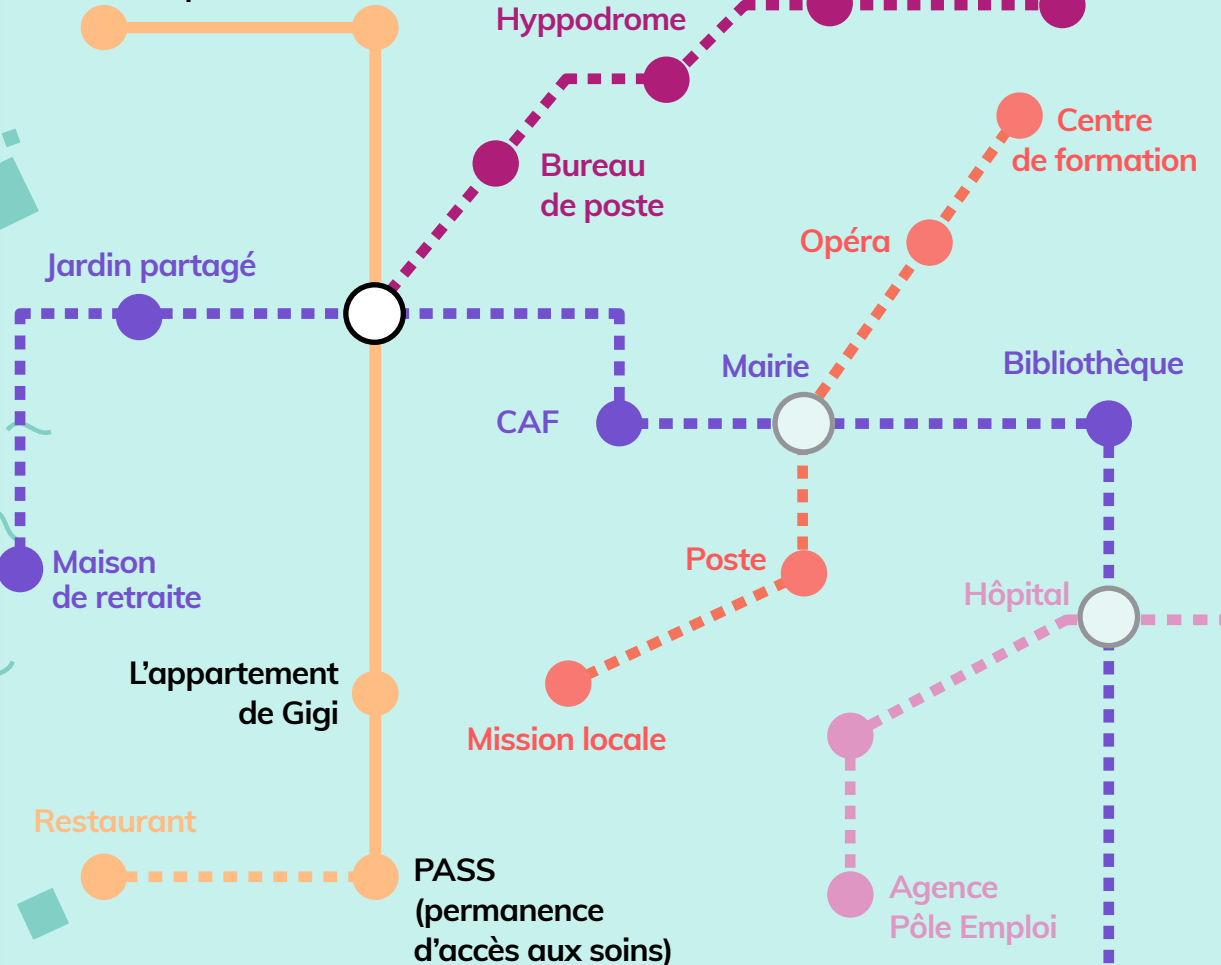 Hyppodrome
Centre
de formation
Bureau
de poste
Opéra
Jardin partagé
Mairie
Bibliothèque
CAF
Maison
de retraite
Poste
Hôpital
L'appartement
de Gigi
Mission locale
Restaurant
PASS
(permanence
d'accès aux soins)
Agence
Pôle Emploi